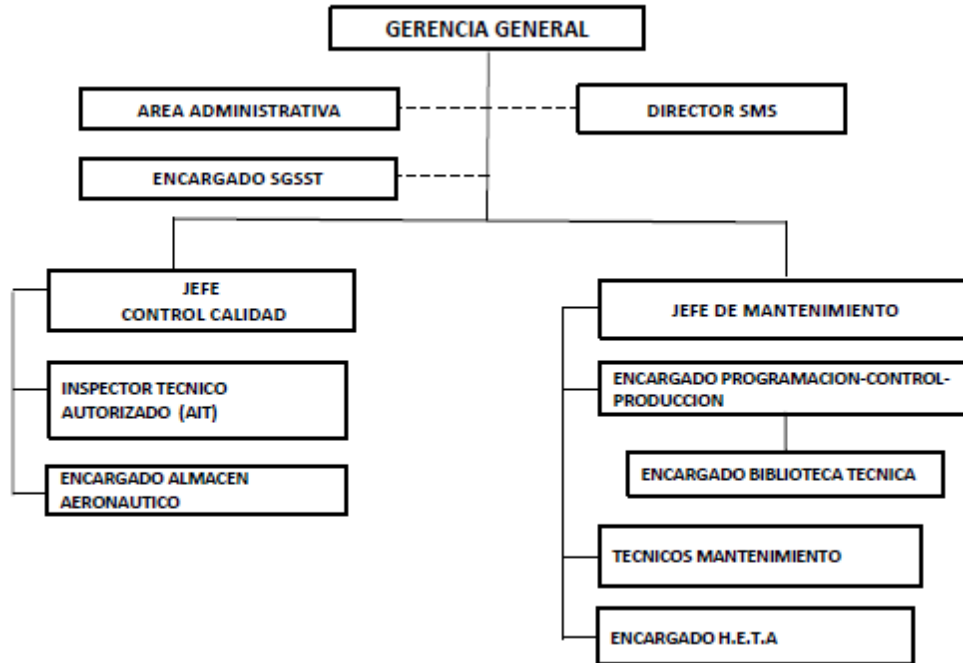 GERENCIA GENERAL
AREA ADMINISTRATIVA
DIRECTOR SMS
ENCARGADO SGSST
JEFE
CONTROL CALIDAD
INSPECTOR TECNICO
AUTORIZADO (AIT)
ENCARGADO ALMACEN
AERONAUTICO
JEFE DE MANTENIMIENTO
ENCARGADO PROGRAMACION-CONTROL-
PRODUCCION
ENCARGADO BIBLIOTECA TECNICA
TECNICOS MANTENIMIENTO
ENCARGADO H.E.T.A